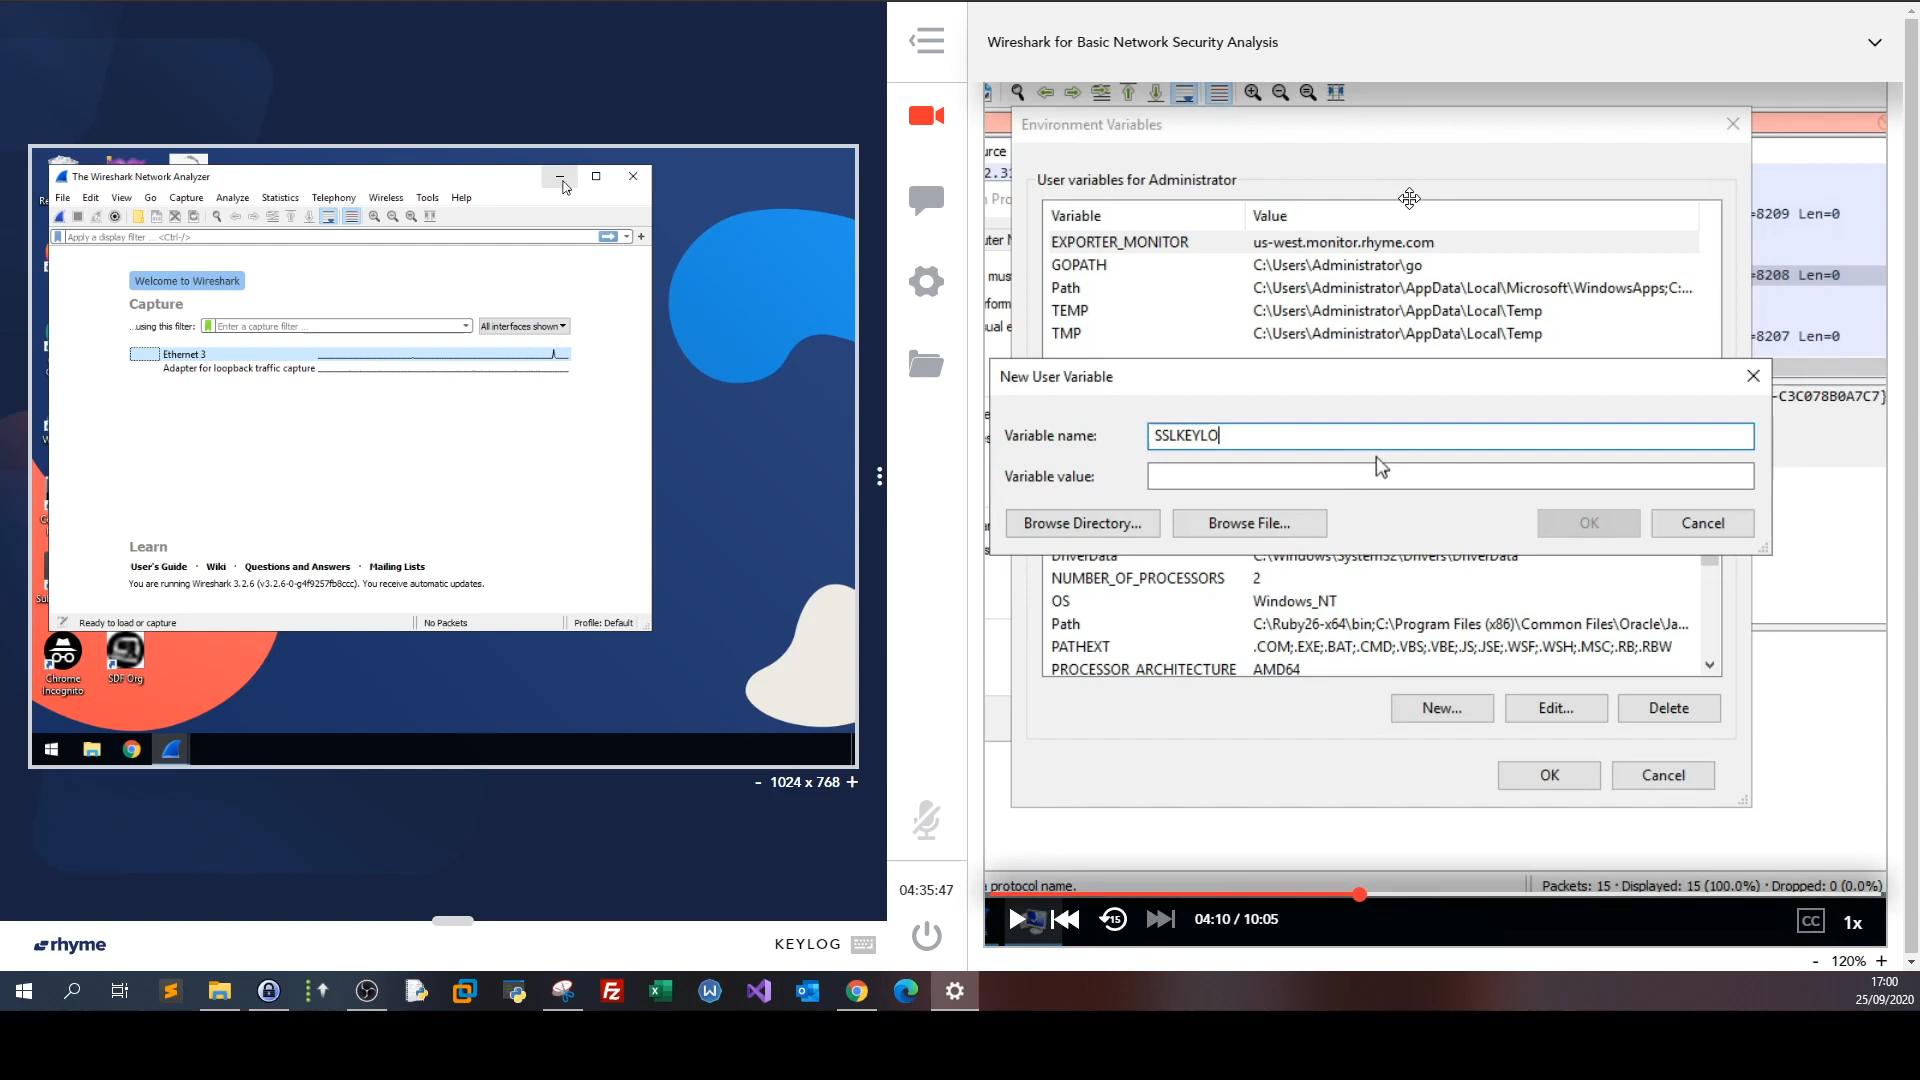 Wireshark for Basic Network Security Analysis
The Wireshark Network Analyzer
File Edit View Go Capture Analyze Statistics Telephony Wireless Tools Help
Apply a display filter ... <Ctrl-/>
Welcome to Wireshark
Capture
...using this filter: Enter a capture filter ... All interfaces shown
Ethernet 3
Adapter for loopback traffic capture
Learn
User's Guide · Wiki · Questions and Answers · Mailing Lists
You are running Wireshark 3.2.6 (v3.2.6-0-g4f9257fb8ccc). You receive automatic updates.
Ready to load or capture No Packets Profile: Default
Chrome Incognito
SDF Org
- 1024 x 768 +
rhyme
KEYLOG
04:35:47
Environment Variables
User variables for Administrator
Variable Value
EXPORTER_MONITOR us-west.monitor.rhyme.com
GOPATH C:\Users\Administrator\go
Path C:\Users\Administrator\AppData\Local\Microsoft\WindowsApps;C:...
TEMP C:\Users\Administrator\AppData\Local\Temp
TMP C:\Users\Administrator\AppData\Local\Temp
=8209 Len=0
=8208 Len=0
=8207 Len=0
-C3C078B0A7C7}
New User Variable
Variable name: SSLKEYLO
Variable value:
Browse Directory... Browse File... OK Cancel
DriverData C:\Windows\System32\Drivers\DriverData
NUMBER_OF_PROCESSORS 2
OS Windows_NT
Path C:\Ruby26-x64\bin;C:\Program Files (x86)\Common Files\Oracle\Ja...
PATHEXT .COM;.EXE;.BAT;.CMD;.VBS;.VBE;.JS;.JSE;.WSF;.WSH;.MSC;.RB;.RBW
PROCESSOR_ARCHITECTURE AMD64
New... Edit... Delete
OK Cancel
protocol name. Packets: 15 · Displayed: 15 (100.0%) · Dropped: 0 (0.0%)
15 04:10 / 10:05 CC 1x
- 120% +
17:00
25/09/2020